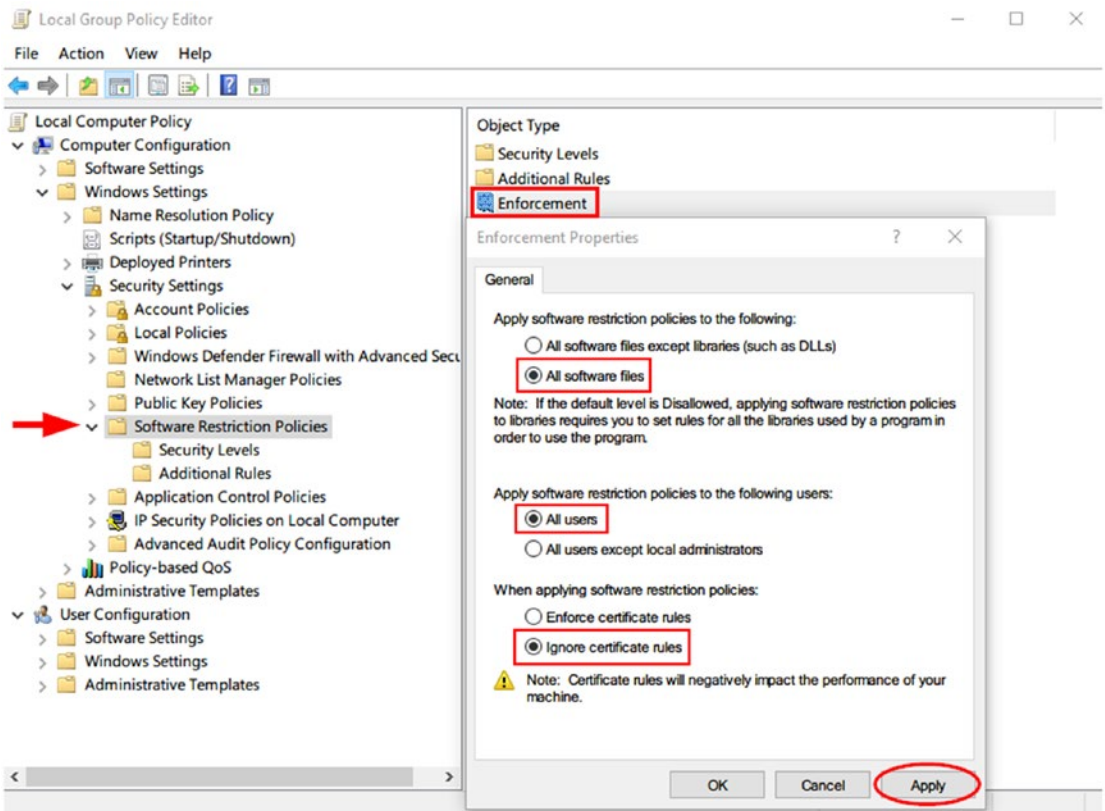 Local Group Policy Editor
File Action View Help
Local Computer Policy
Computer Configuration
Software Settings
Windows Settings
Name Resolution Policy
Scripts (Startup/Shutdown)
Deployed Printers
Security Settings
Account Policies
Local Policies
Windows Defender Firewall with Advanced Secu
Network List Manager Policies
Public Key Policies
Software Restriction Policies
Security Levels
Additional Rules
Application Control Policies
IP Security Policies on Local Computer
Advanced Audit Policy Configuration
Policy-based QoS
Administrative Templates
User Configuration
Software Settings
Windows Settings
Administrative Templates
Object Type
Security Levels
Additional Rules
Enforcement
Enforcement Properties
General
Apply software restriction policies to the following:
All software files except libraries (such as DLLs)
All software files
Note: If the default level is Disallowed, applying software restriction policies
to libraries requires you to set rules for all the libraries used by a program in
order to use the program.
Apply software restriction policies to the following users:
All users
All users except local administrators
When applying software restriction policies:
Enforce certificate rules
Ignore certificate rules
Note: Certificate rules will negatively impact the performance of your
machine.
OK Cancel Apply